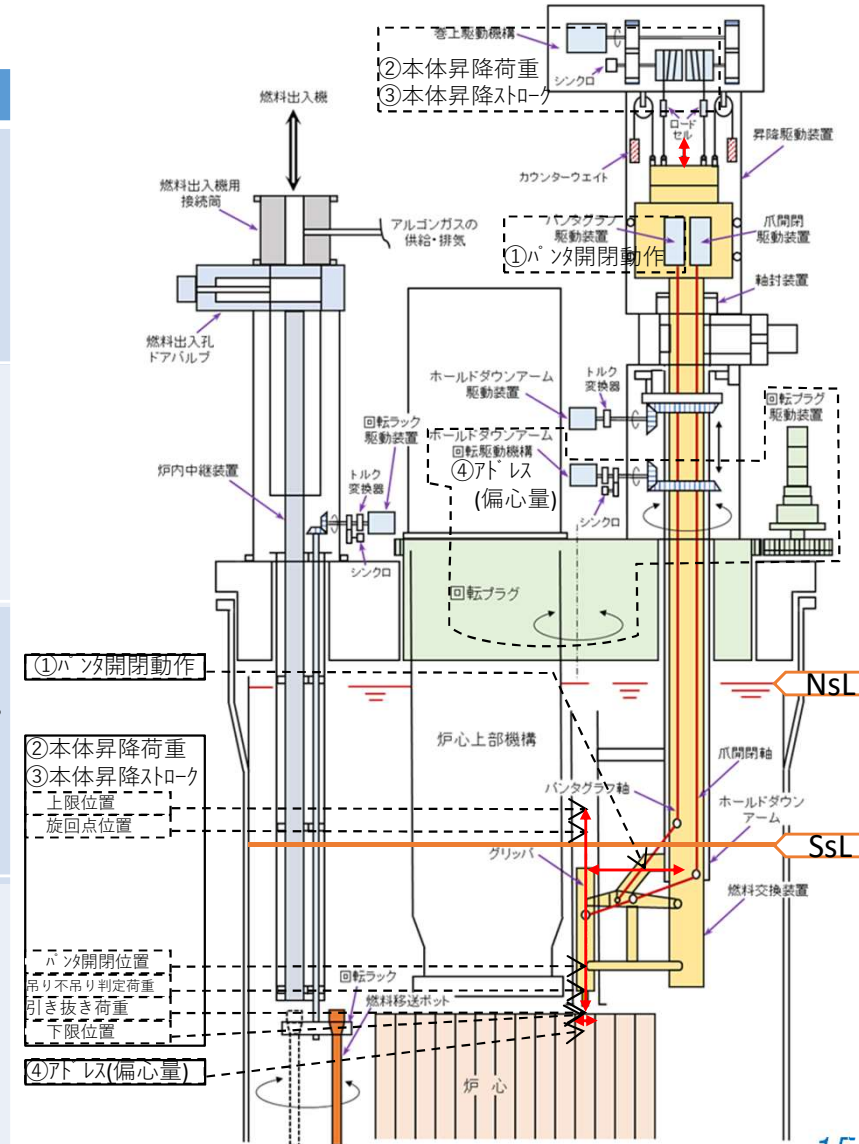 巻上駆動機構
②本体昇降荷重
③本体昇降ストローク
シンクロ
ロード
セル
昇降駆動装置
カウンターウエイト
燃料出入機
燃料出入機用
接続筒
アルゴンガスの
供給・排気
パンタグラフ
駆動装置
爪開閉
駆動装置
①パンタ開閉動作
軸封装置
燃料出入孔
ドアバルブ
ホールドダウンアーム
駆動装置
トルク
変換器
回転プラグ
駆動装置
回転ラック
駆動装置
ホールドダウンアーム
回転駆動機構
④アドレス
(偏心量)
炉内中継装置
トルク
変換器
シンクロ
シンクロ
回転プラグ
①パンタ開閉動作
NsL
炉心上部機構
②本体昇降荷重
③本体昇降ストローク
上限位置
旋回点位置
爪開閉軸
パンタグラフ軸
ホールドダウン
アーム
SsL
グリッパ
燃料交換装置
パンタ開閉位置
吊り不吊り判定荷重
引き抜き荷重
下限位置
回転ラック
燃料移送ポット
④アドレス(偏心量)
炉 心